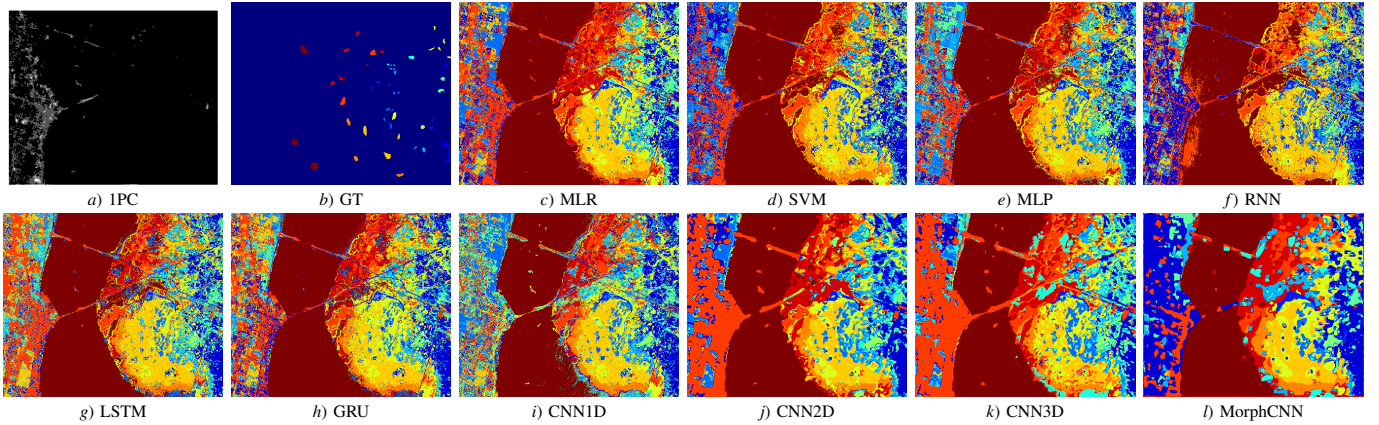 a) 1PC
b) GT
c) MLR
d) SVM
e) MLP
f) RNN
g) LSTM
h) GRU
i) CNN1D
j) CNN2D
k) CNN3D
l) MorphCNN